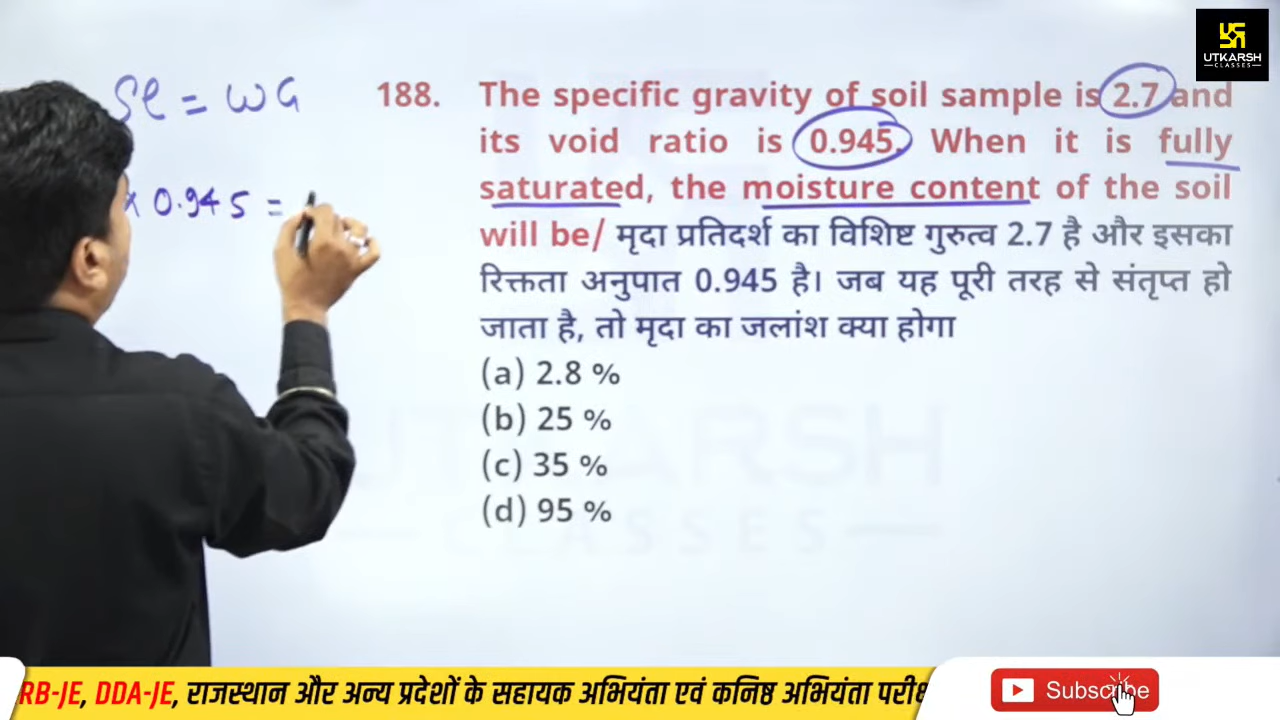 UTKARSH
CLASSES
Se = wG
188. The specific gravity of soil sample is 2.7 and
its void ratio is 0.945. When it is fully
× 0.945 =
saturated, the moisture content of the soil
will be/ मृदा प्रतिदर्श का विशिष्ट गुरुत्व 2.7 है और इसका
रिक्तता अनुपात 0.945 है। जब यह पूरी तरह से संतृप्त हो
जाता है, तो मृदा का जलांश क्या होगा
(a) 2.8 %
(b) 25 %
(c) 35 %
(d) 95 %
UTKARSH
CLASSES
RB-JE, DDA-JE, राजस्थान और अन्य प्रदेशों के सहायक अभियंता एवं कनिष्ठ अभियंता
Subscribe